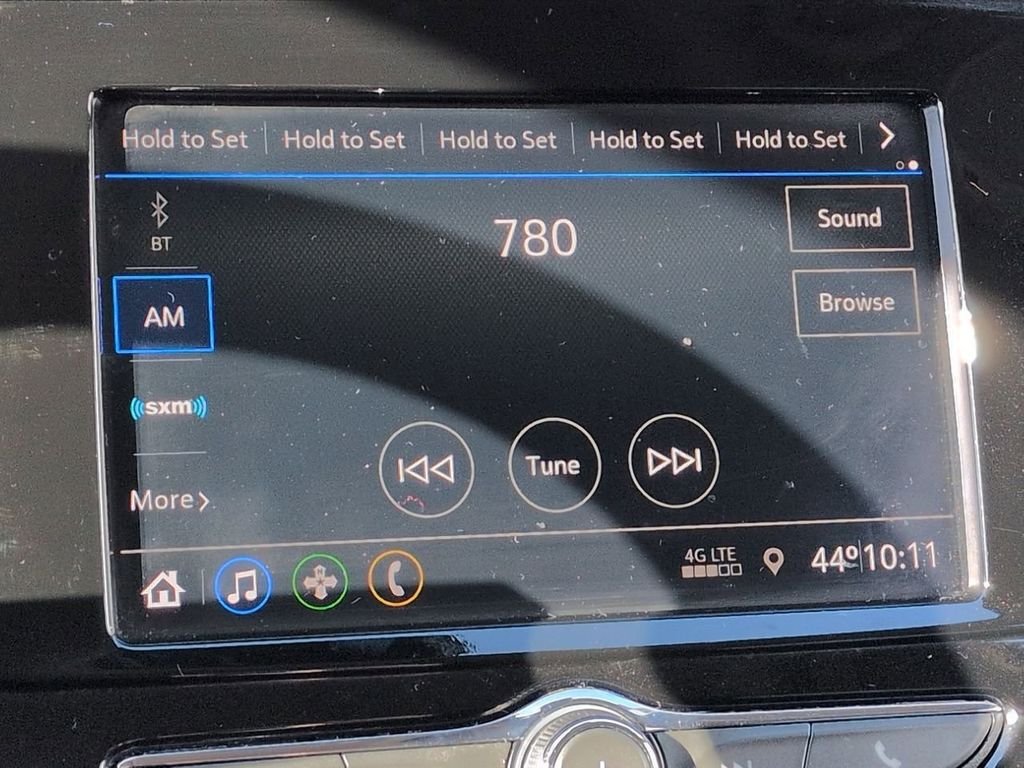 Hold to Set Hold to Set Hold to Set Hold to Set Hold to Set
BT
780
Sound
AM
Browse
sxm
More
Tune
4G LTE
44º 10:11